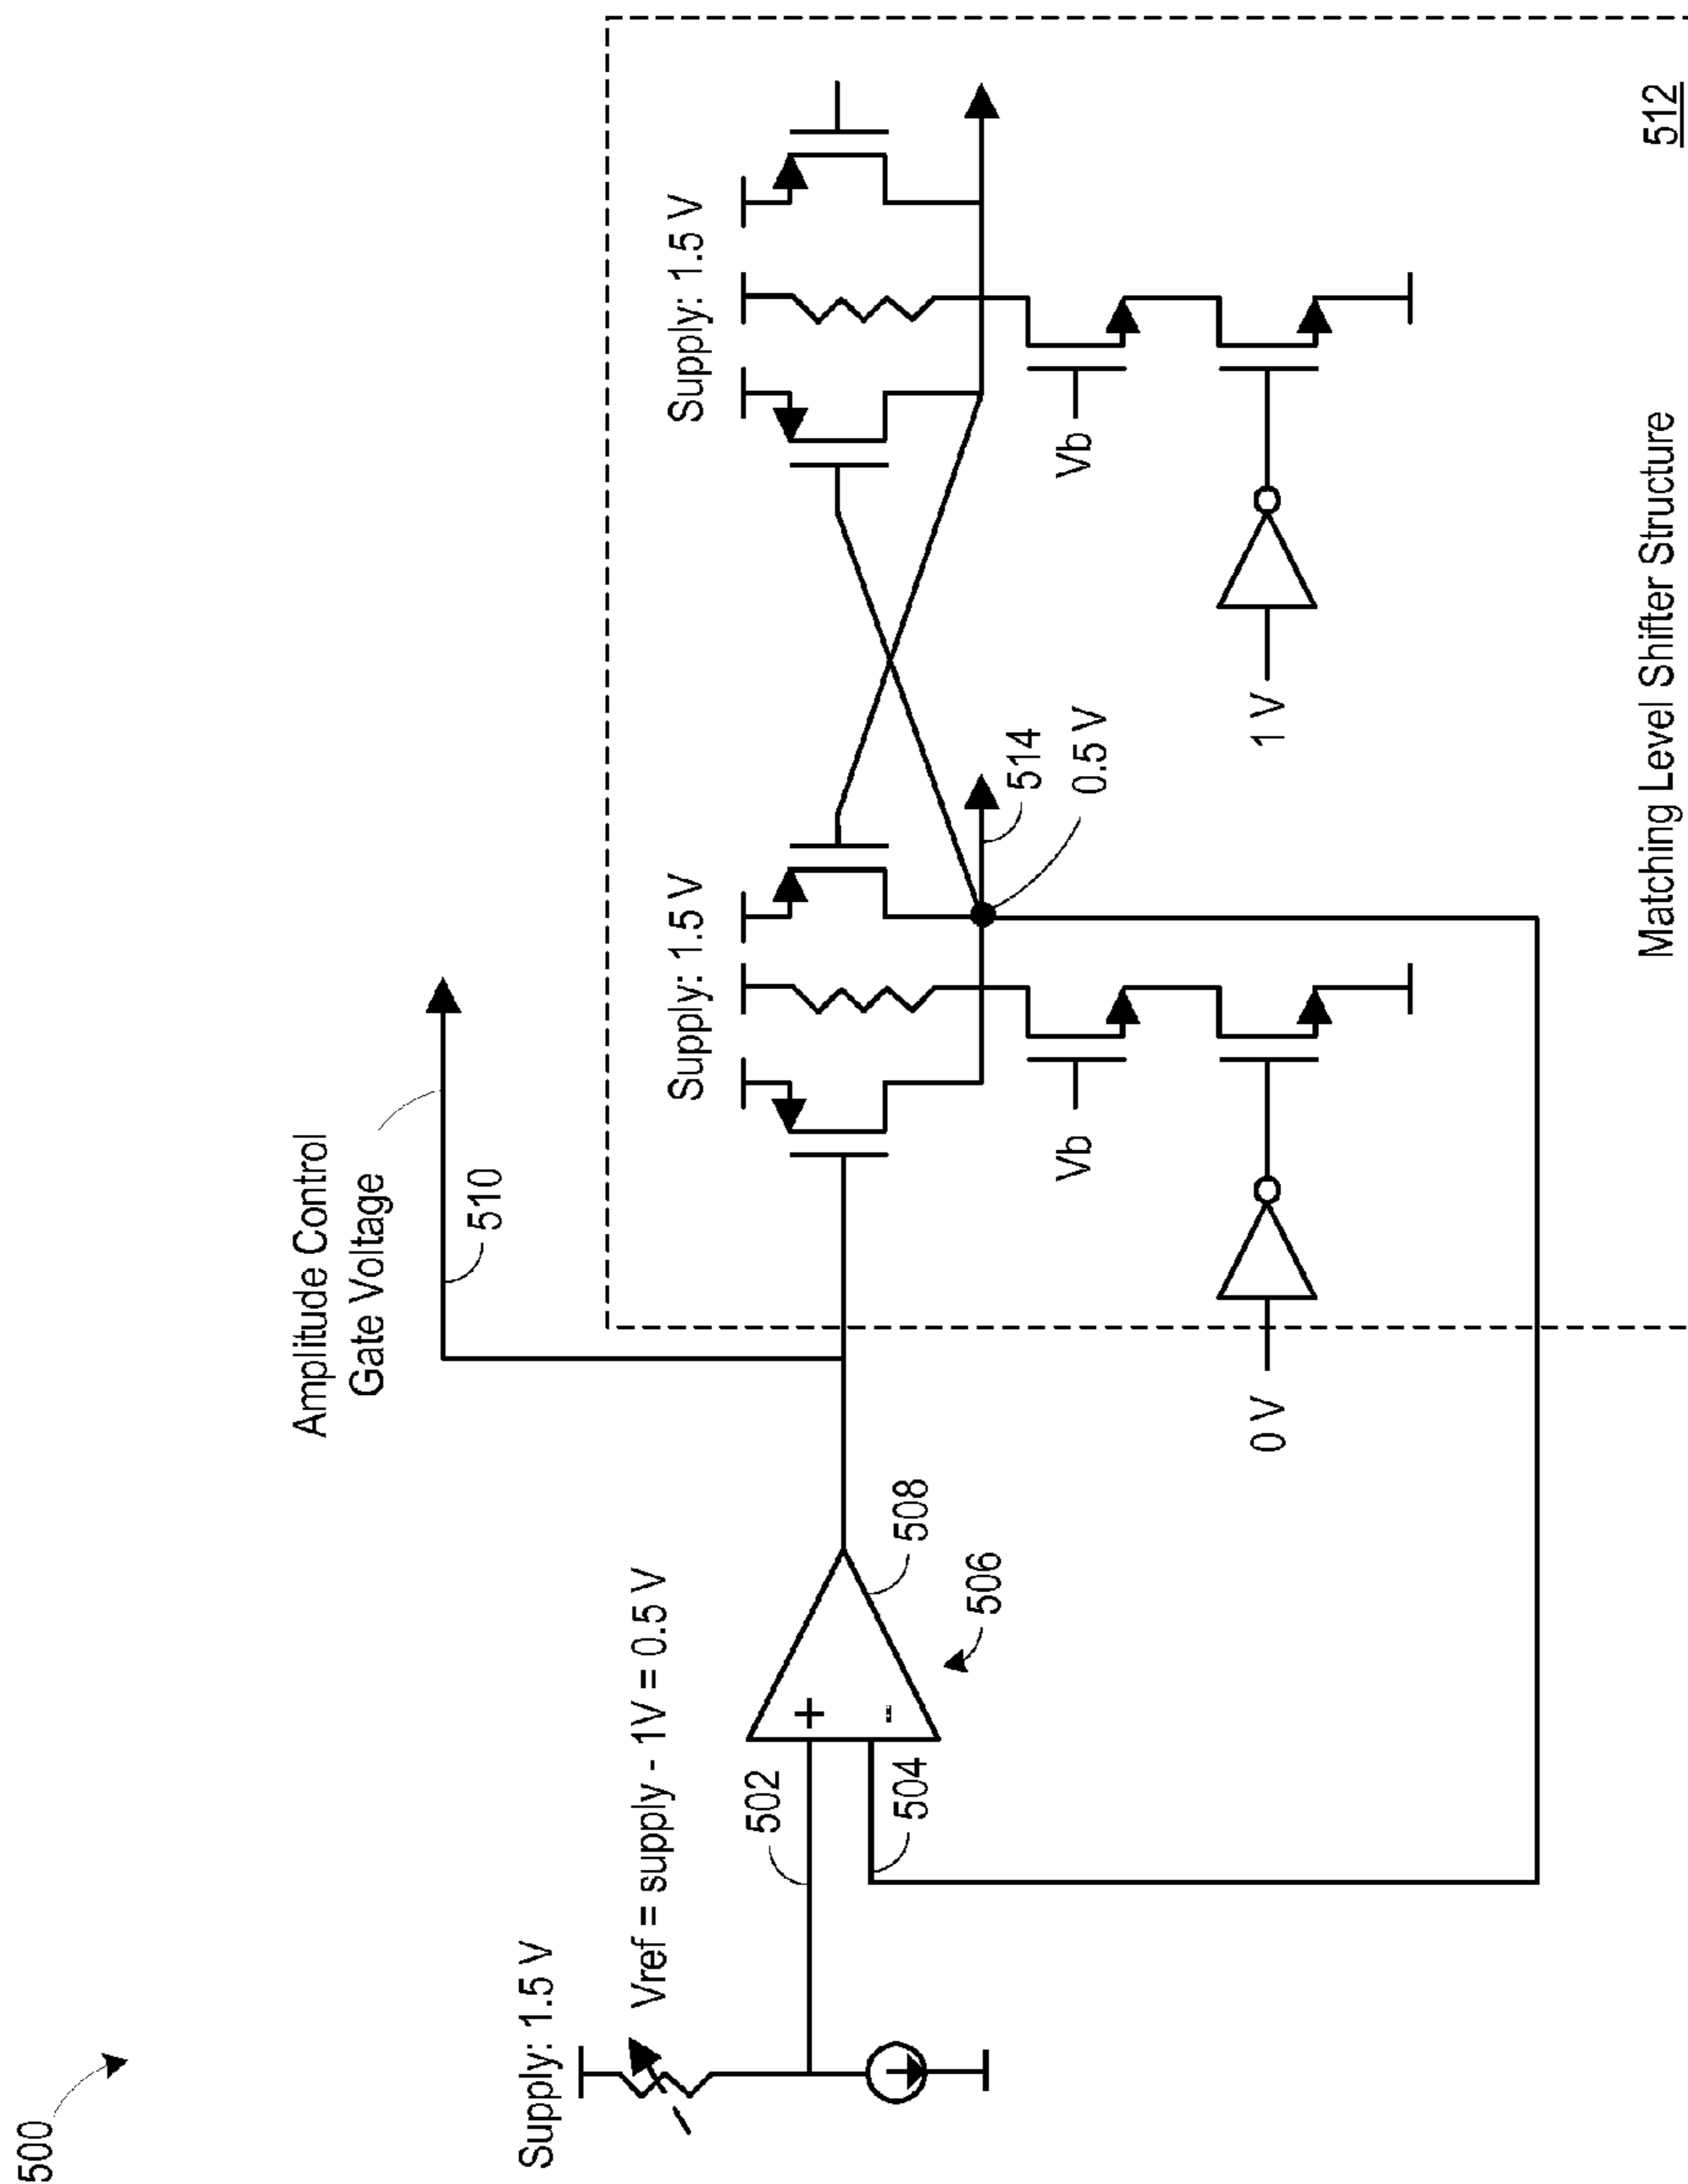 500
Supply: 1.5 V
Vref = supply - 1V = 0.5 V
502
504
+
-
508
506
Amplitude Control
Gate Voltage
510
Supply: 1.5 V
Supply: 1.5 V
514
0.5 V
Vb
Vb
0 V
1 V
Matching Level Shifter Structure
512